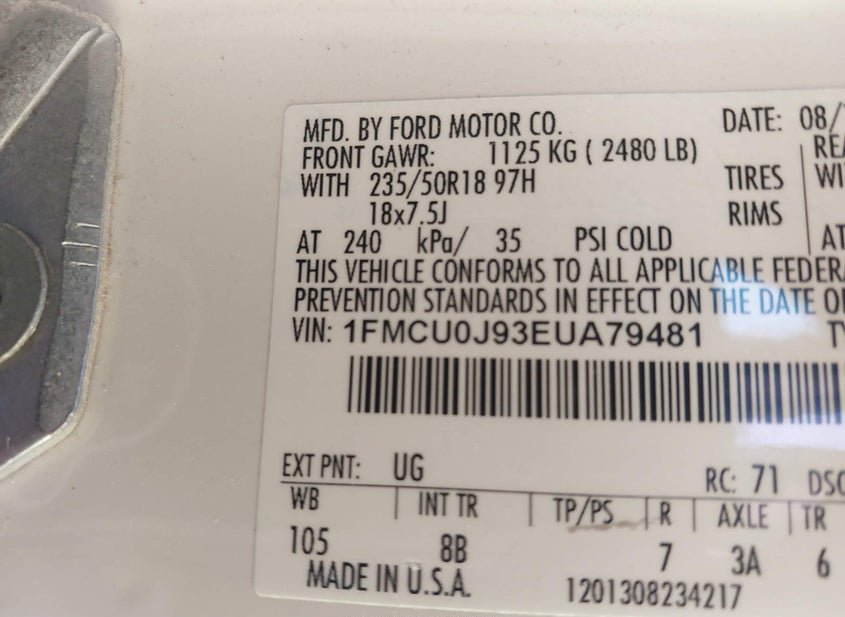 MFD. BY FORD MOTOR CO. DATE: 08/
FRONT GAWR: 1125 KG ( 2480 LB)
WITH 235/50R18 97H TIRES
18x7.5J RIMS
AT 240 kPa/ 35 PSI COLD AT
THIS VEHICLE CONFORMS TO ALL APPLICABLE FEDERA
PREVENTION STANDARDS IN EFFECT ON THE DATE O
VIN: 1FMCU0J93EUA79481
EXT PNT: UG RC: 71 DSO
WB INT TR TP/PS R AXLE TR
105 8B 7 3A 6
MADE IN U.S.A. 1201308234217